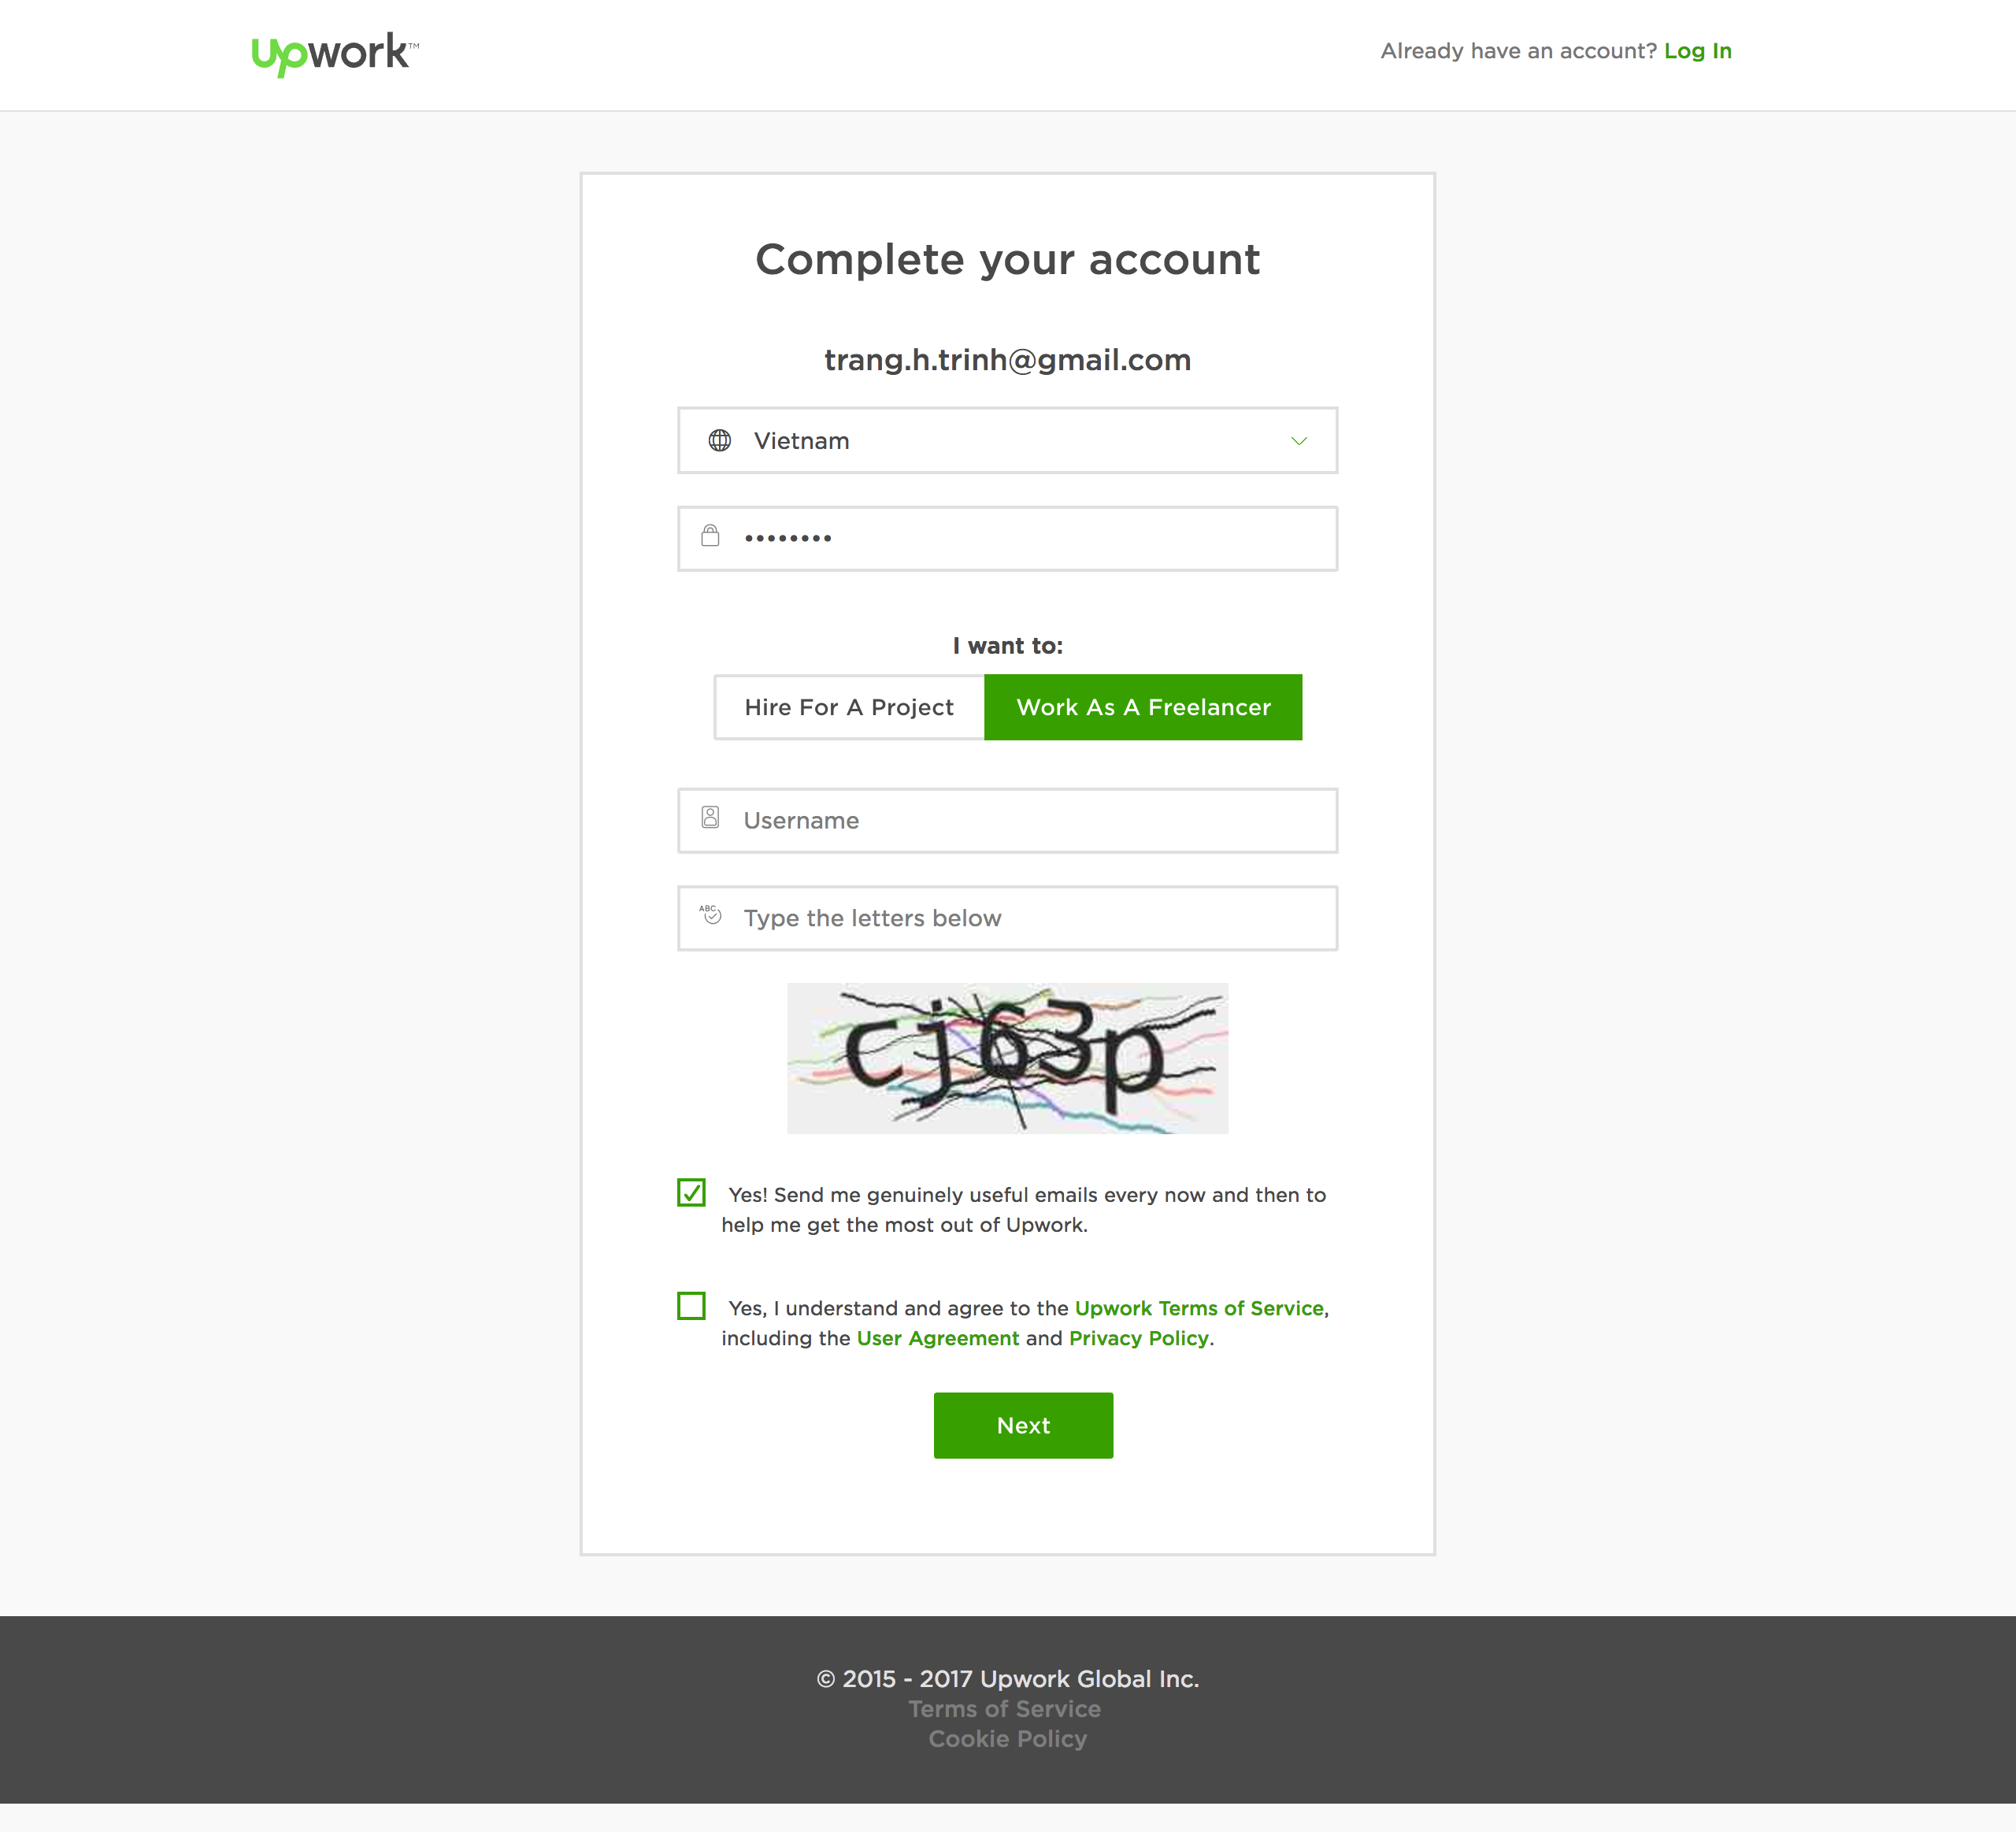 upwork™
Already have an account? Log In
Complete your account
trang.h.trinh@gmail.com
Vietnam
••••••••
I want to:
Hire For A Project
Work As A Freelancer
Username
ABC
Type the letters below
cj63p
Yes! Send me genuinely useful emails every now and then to
help me get the most out of Upwork.
Yes, I understand and agree to the Upwork Terms of Service,
including the User Agreement and Privacy Policy.
Next
© 2015 - 2017 Upwork Global Inc.
Terms of Service
Cookie Policy